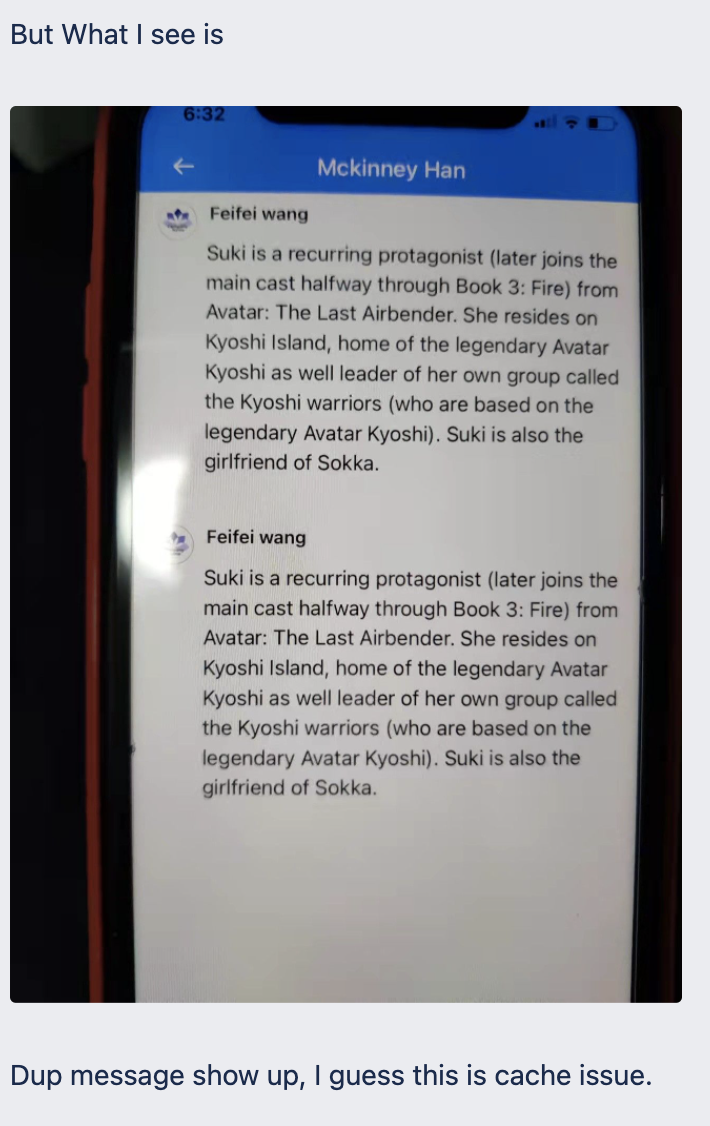 But What I see is
6:32
Mckinney Han
Feifei wang
Suki is a recurring protagonist (later joins the
main cast halfway through Book 3: Fire) from
Avatar: The Last Airbender. She resides on
Kyoshi Island, home of the legendary Avatar
Kyoshi as well leader of her own group called
the Kyoshi warriors (who are based on the
legendary Avatar Kyoshi). Suki is also the
girlfriend of Sokka.
Feifei wang
Suki is a recurring protagonist (later joins the
main cast halfway through Book 3: Fire) from
Avatar: The Last Airbender. She resides on
Kyoshi Island, home of the legendary Avatar
Kyoshi as well leader of her own group called
the Kyoshi warriors (who are based on the
legendary Avatar Kyoshi). Suki is also the
girlfriend of Sokka.
Dup message show up, I guess this is cache issue.